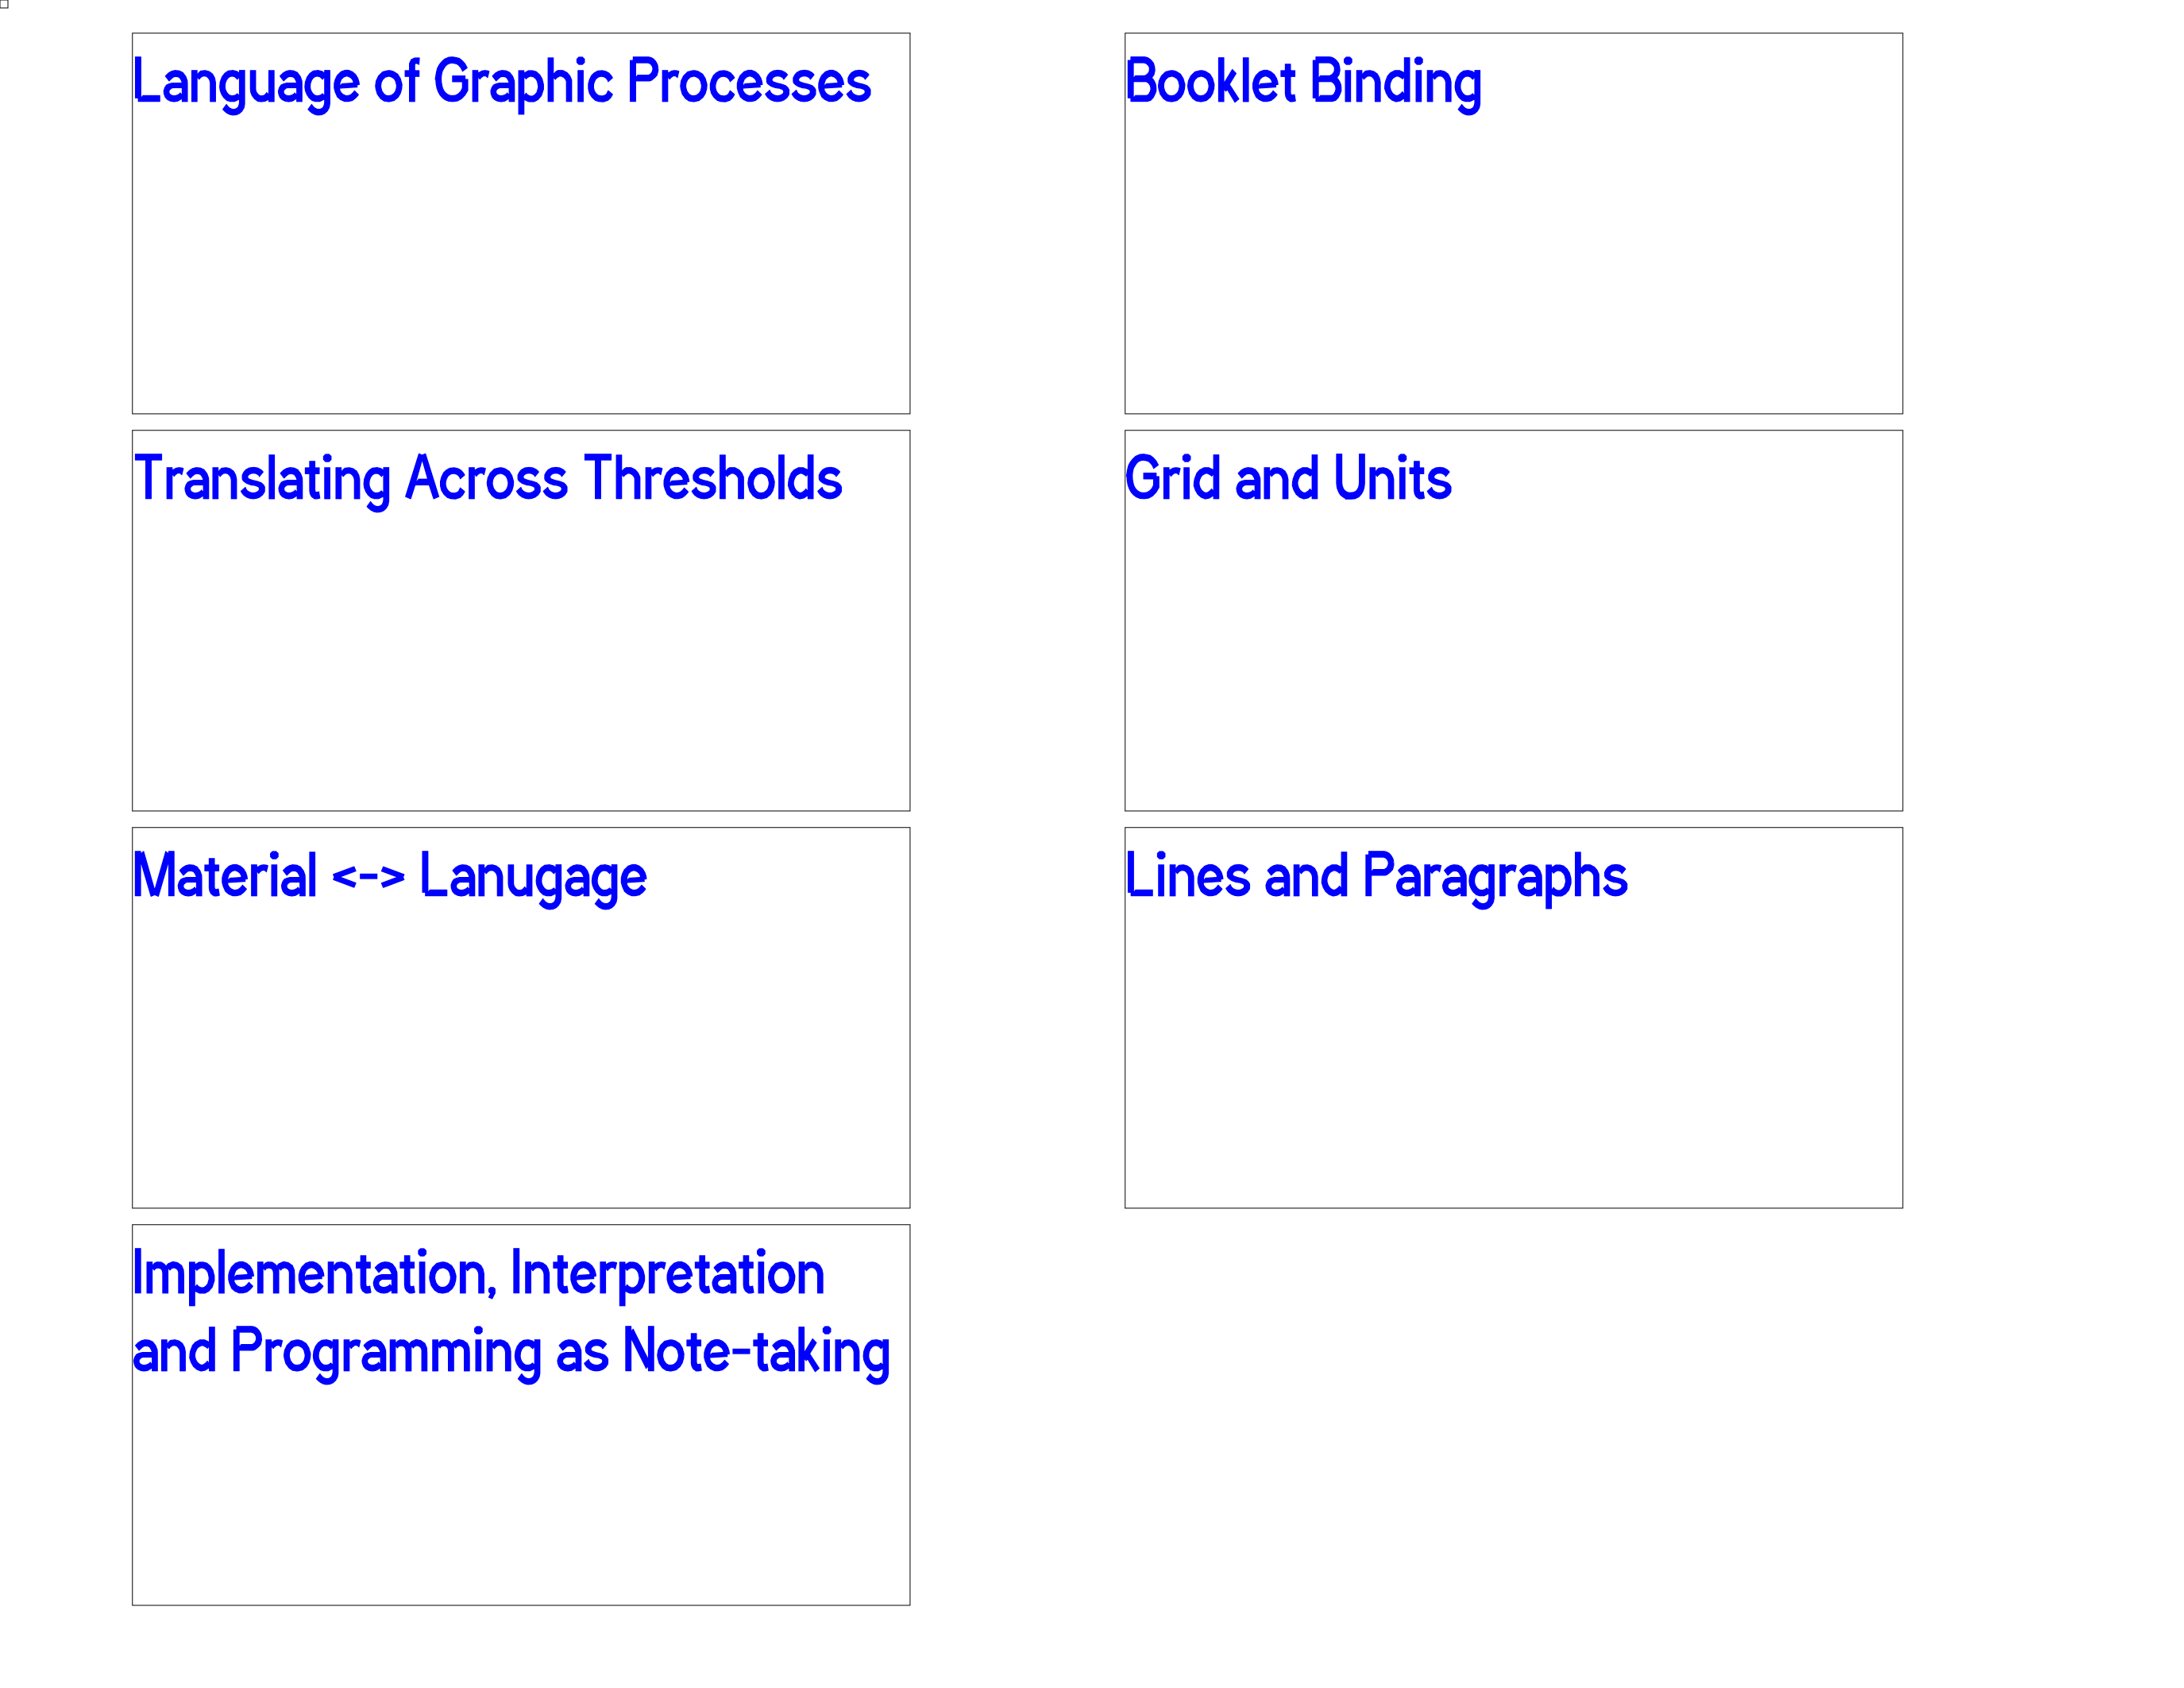 Language of Graphic Processes
Translating Across Thresholds
Material <-> Lanugage
Implementation, Interpretation
and Programming as Note-taking
Booklet Binding
Grid and Units
Lines and Paragraphs